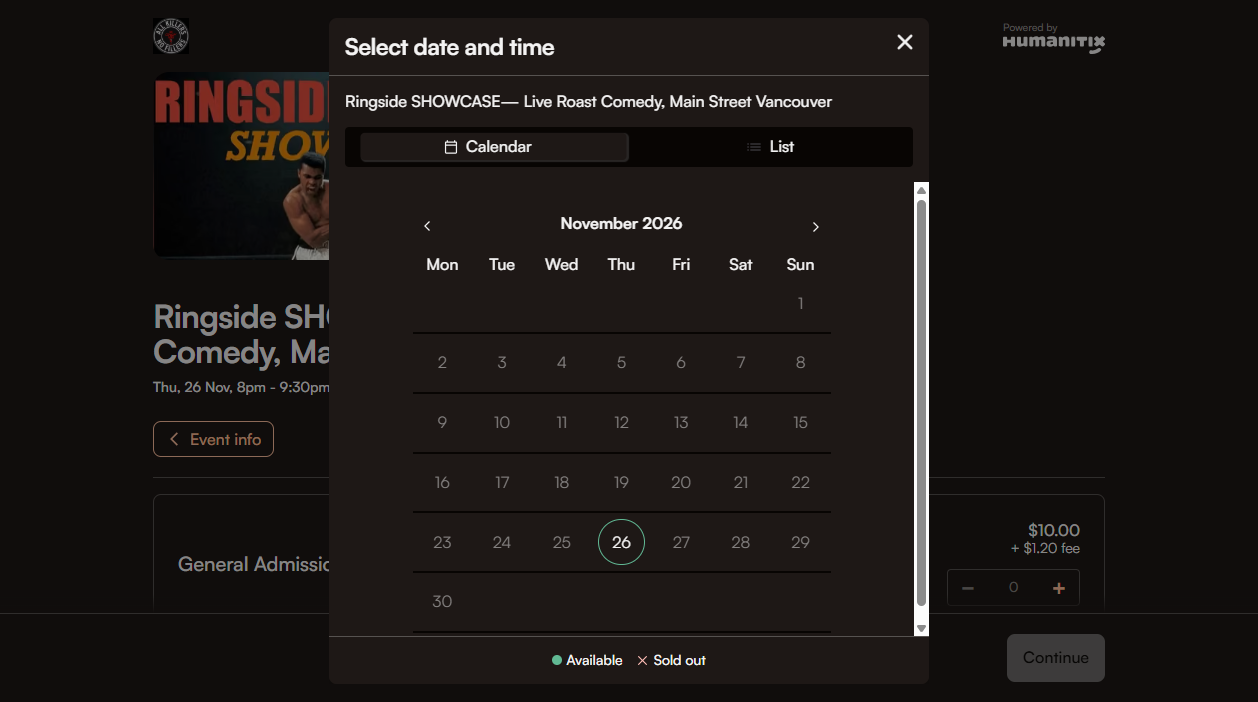 ALL KILLERS
NO FILLERS
Select date and time
Powered by
HUMANITIX
Ringside SHOWCASE— Live Roast Comedy, Main Street Vancouver
Calendar
List
November 2026
Mon Tue Wed Thu Fri Sat Sun
1
2 3 4 5 6 7 8
9 10 11 12 13 14 15
16 17 18 19 20 21 22
23 24 25 26 27 28 29
30
Available
Sold out
RINGSID
SHOW
Ringside SH
Comedy, Ma
Thu, 26 Nov, 8pm - 9:30pm
Event info
General Admissio
$10.00
+ $1.20 fee
0
Continue